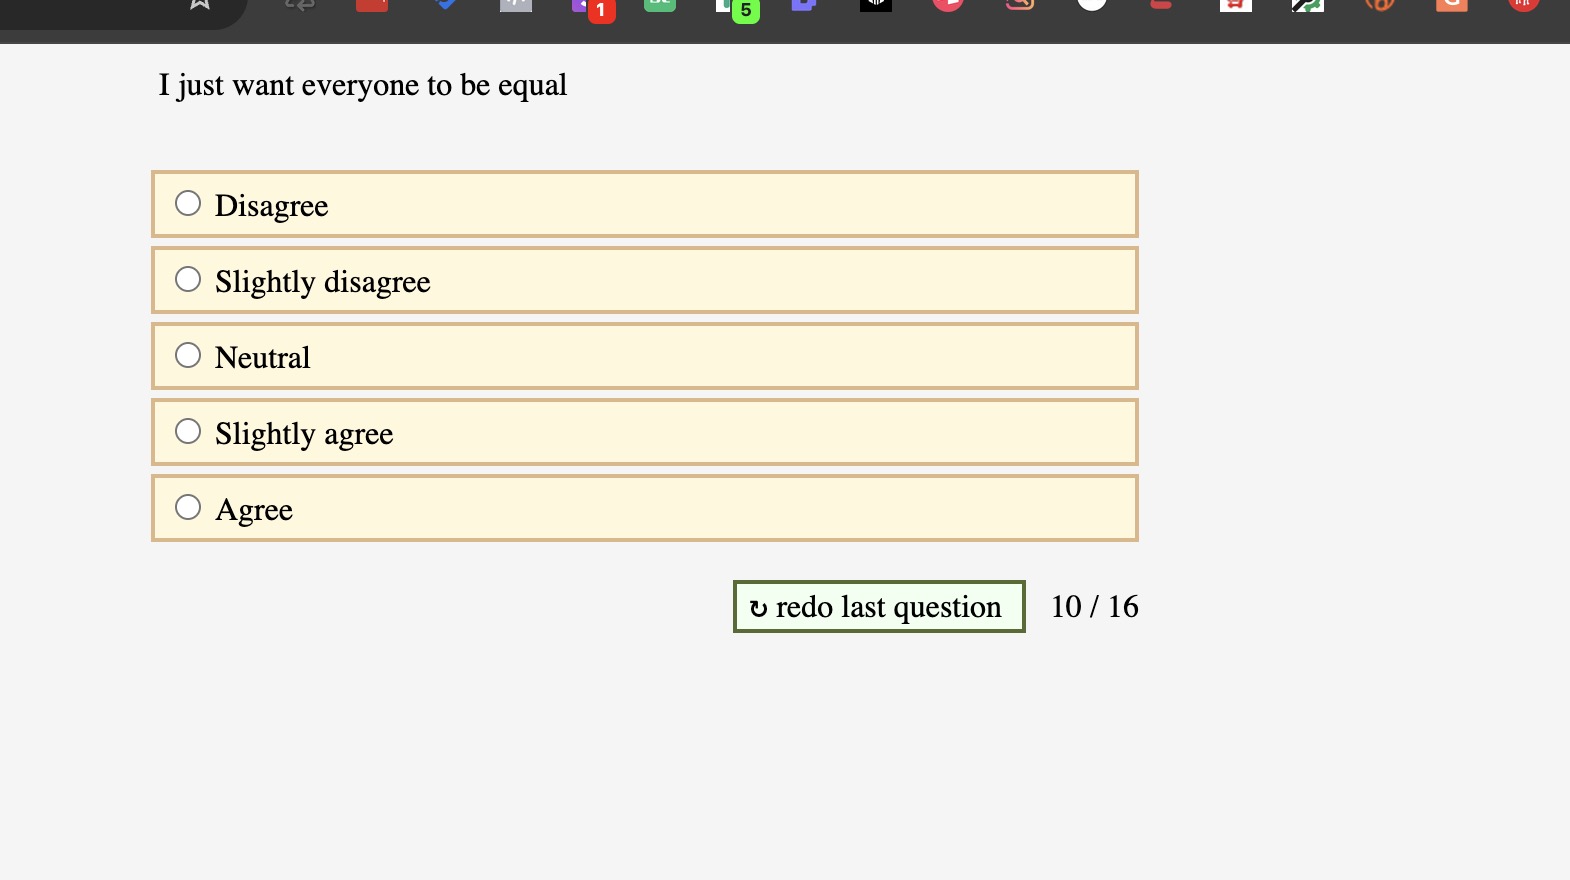 1
5
I just want everyone to be equal
Disagree
Slightly disagree
Neutral
Slightly agree
Agree
↻ redo last question
10 / 16